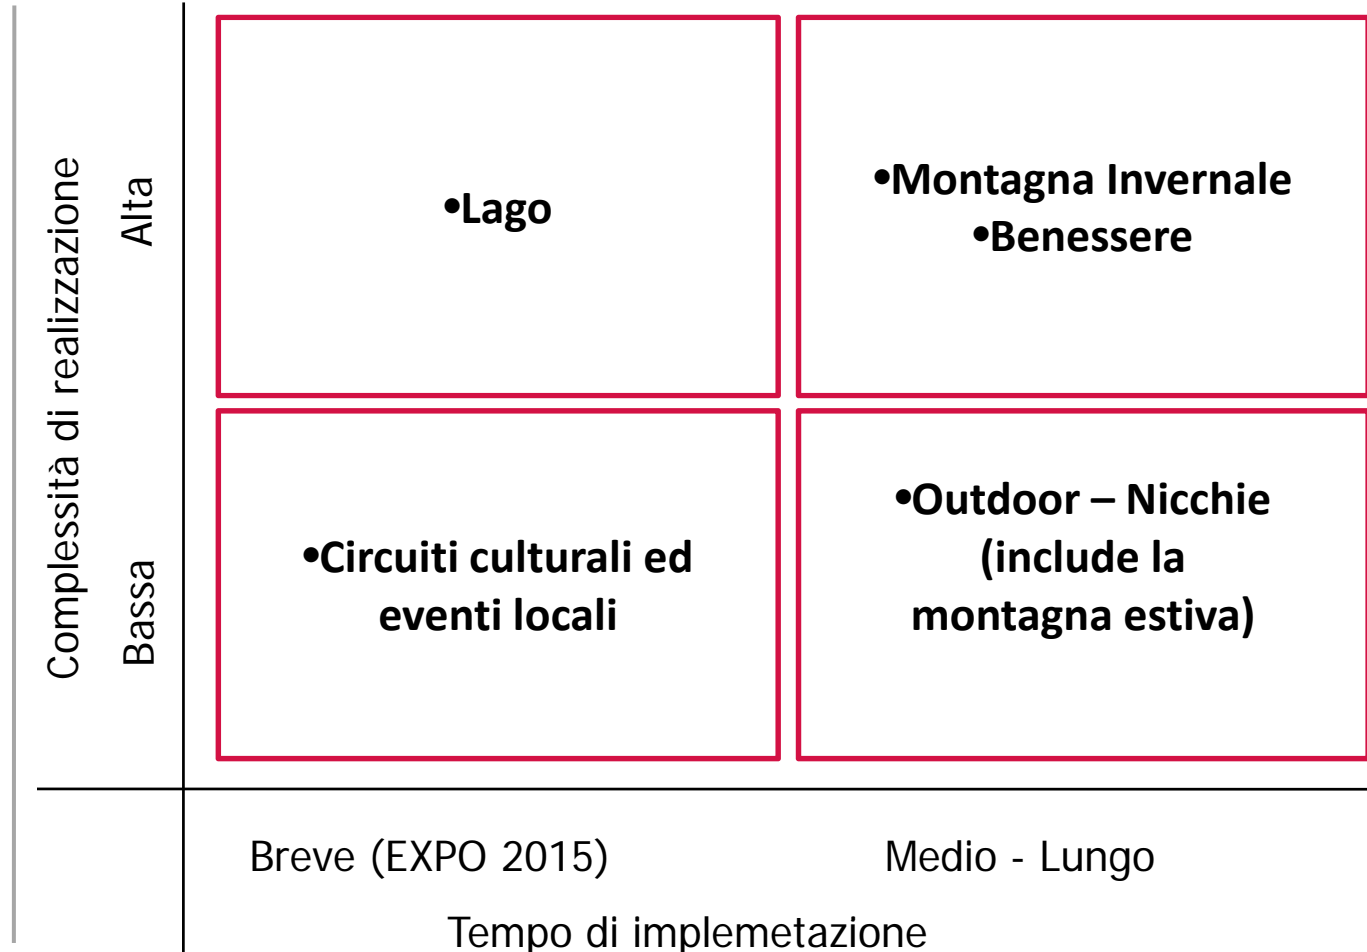 Complessità di realizzazione
Alta
Bassa
•Lago
•Montagna Invernale
•Benessere
•Circuiti culturali ed
eventi locali
•Outdoor – Nicchie
(include la
montagna estiva)
Breve (EXPO 2015)
Medio - Lungo
Tempo di implemetazione